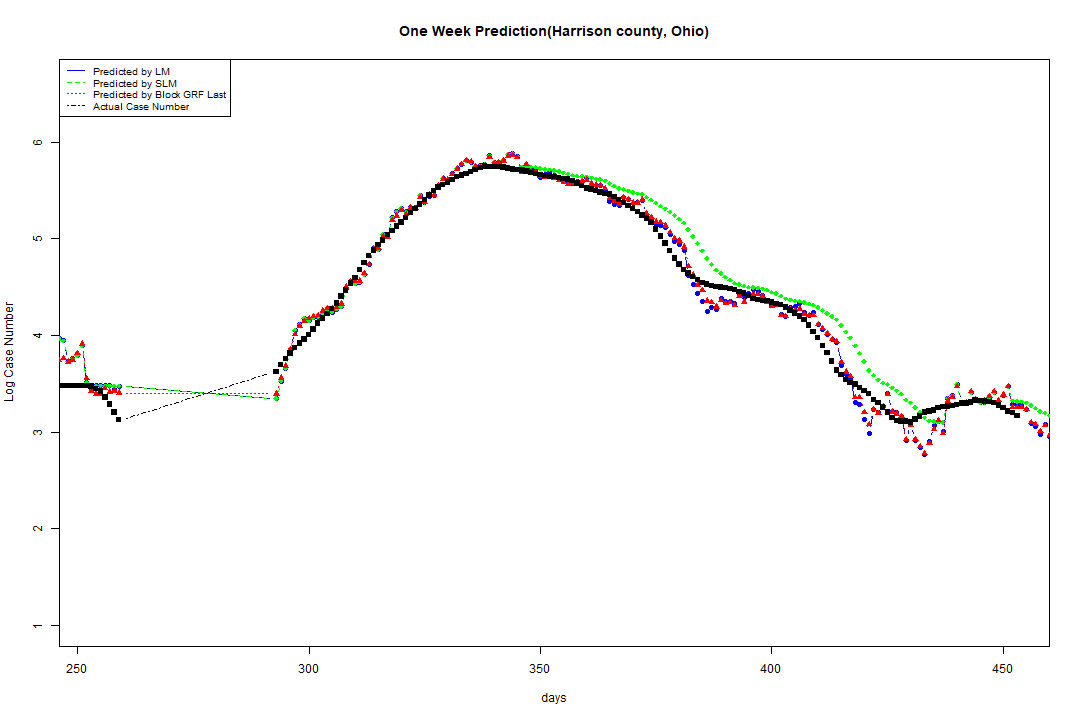 One Week Prediction(Harrison county, Ohio)
Predicted by LM
Predicted by SLM
Predicted by Block GRF Last
Actual Case Number
Log Case Number
6
5
4
3
2
1
250
300
350
400
450
days